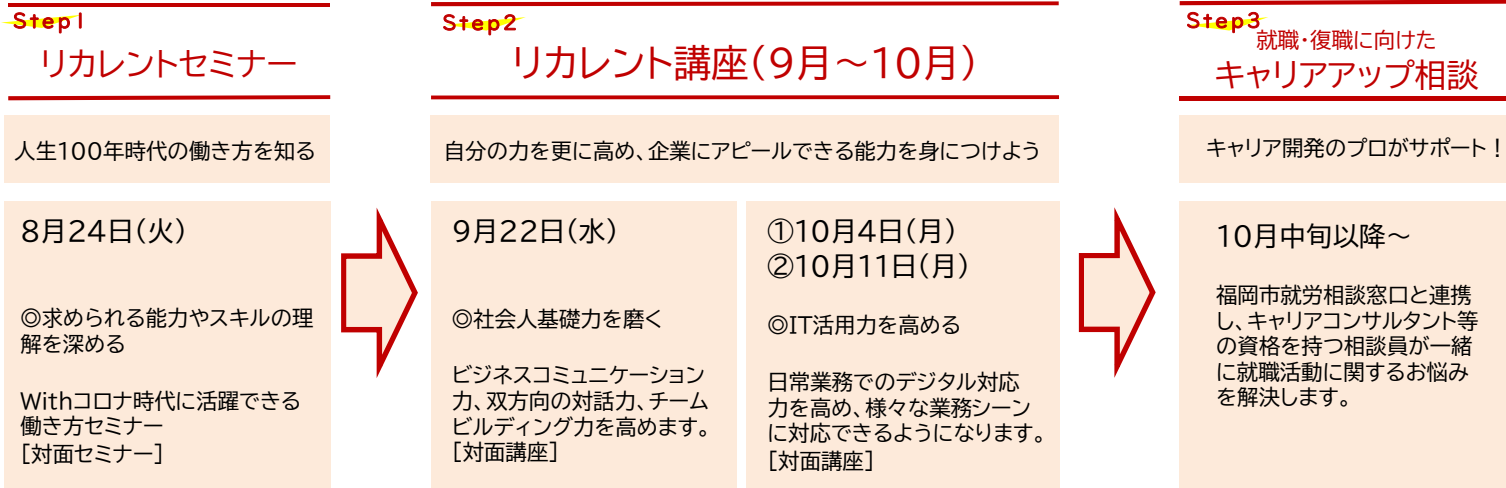 Step1
リカレントセミナー
人生100年時代の働き方を知る
8月24日(火)
◎求められる能力やスキルの理
解を深める
Withコロナ時代に活躍できる
働き方セミナー
[対面セミナー]
Step2
リカレント講座(9月～10月)
自分の力を更に高め、企業にアピールできる能力を身につけよう
9月22日(水)
◎社会人基礎力を磨く
ビジネスコミュニケーション
力、双方向の対話力、チーム
ビルディング力を高めます。
[対面講座]
①10月4日(月)
②10月11日(月)
◎IT活用力を高める
日常業務でのデジタル対応
力を高め、様々な業務シーン
に対応できるようになります。
[対面講座]
Step3
就職・復職に向けた
キャリアアップ相談
キャリア開発のプロがサポート！
10月中旬以降～
福岡市就労相談窓口と連携
し、キャリアコンサルタント等
の資格を持つ相談員が一緒
に就職活動に関するお悩み
を解決します。